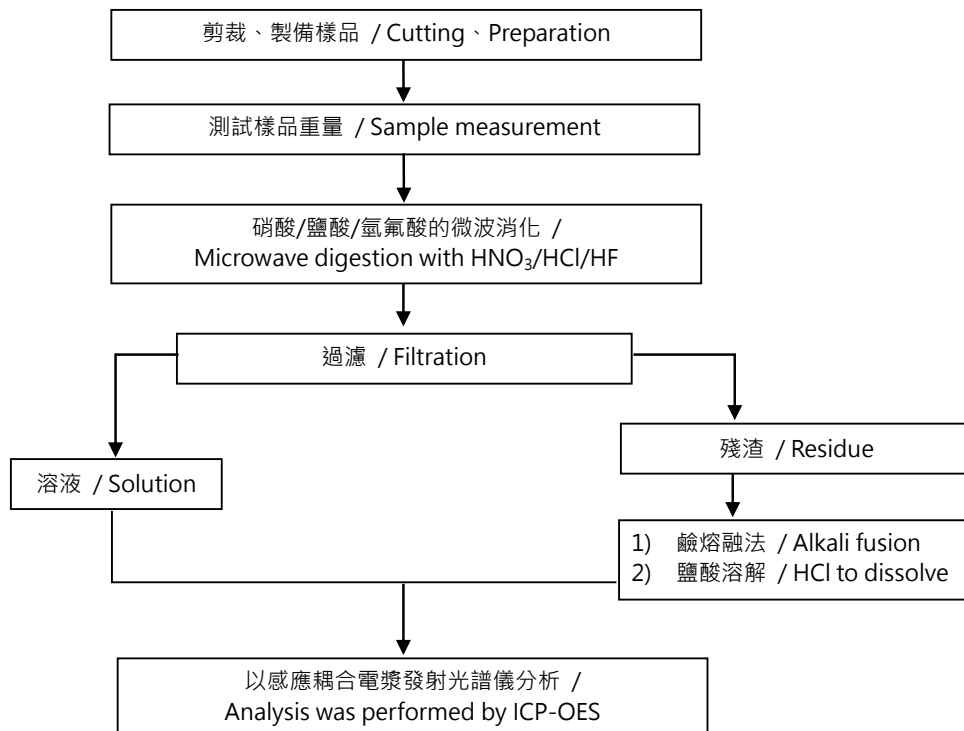 剪裁、製備樣品 / Cutting、Preparation
測試樣品重量 / Sample measurement
硝酸/鹽酸/氫氟酸的微波消化 /
Microwave digestion with HNO₃/HCl/HF
過濾 / Filtration
溶液 / Solution
殘渣 / Residue
1) 鹼熔融法 / Alkali fusion
2) 鹽酸溶解 / HCl to dissolve
以感應耦合電漿發射光譜儀分析 /
Analysis was performed by ICP-OES